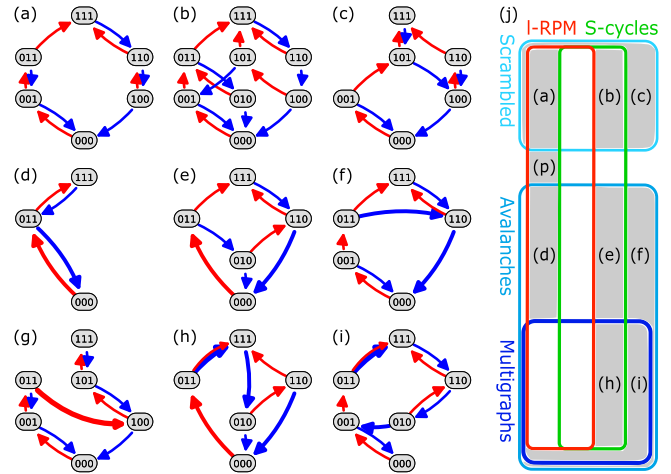 (a) (b) (c) (j)
111 111 111 I-RPM S-cycles
011 110 011 101 110 101 110
001 100 001 010 100 001 100
000 000 000
Scrambled
(a) (b) (c)
(p)
(d) (e) (f)
111 111 111
011 011 110 011 110
010 001
000 000 000
Avalanches
(d) (e) (f)
(g) (h) (i)
111 111 111
011 101 011 110 011 110
001 100 010 001 010
000 000 000
Multigraphs
(h) (i)